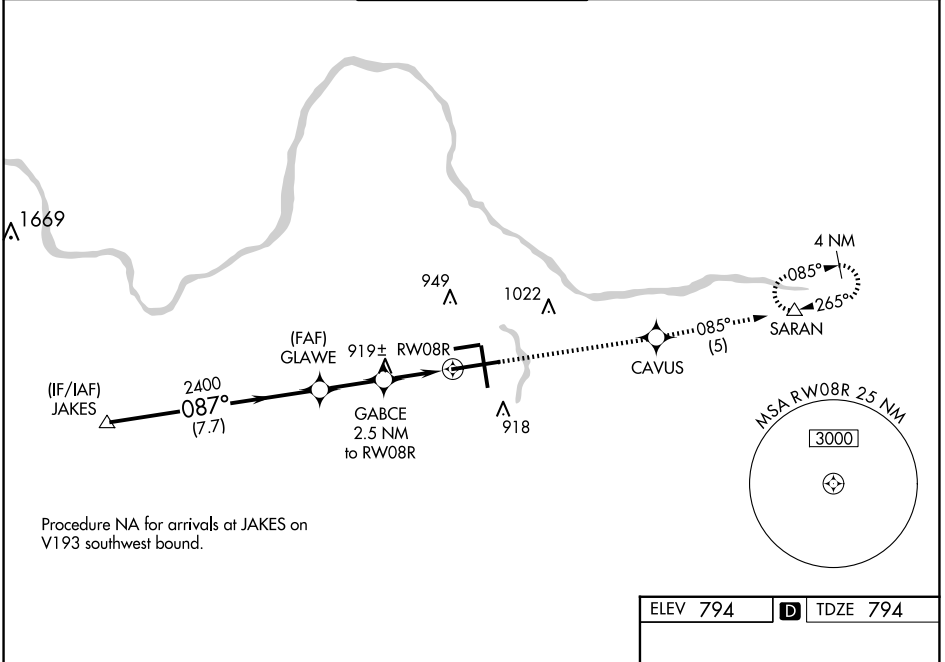 1669
4 NM
085°
265°
SARAN
949
1022
085°
(5)
CAVUS
(FAF)
GLAWE
919±
RW08R
(IF/IAF)
JAKES
2400
087°
(7.7)
GABCE
2.5 NM
to RW08R
918
MSA RW08R 25 NM
3000
Procedure NA for arrivals at JAKES on
V193 southwest bound.
ELEV 794 D TDZE 794